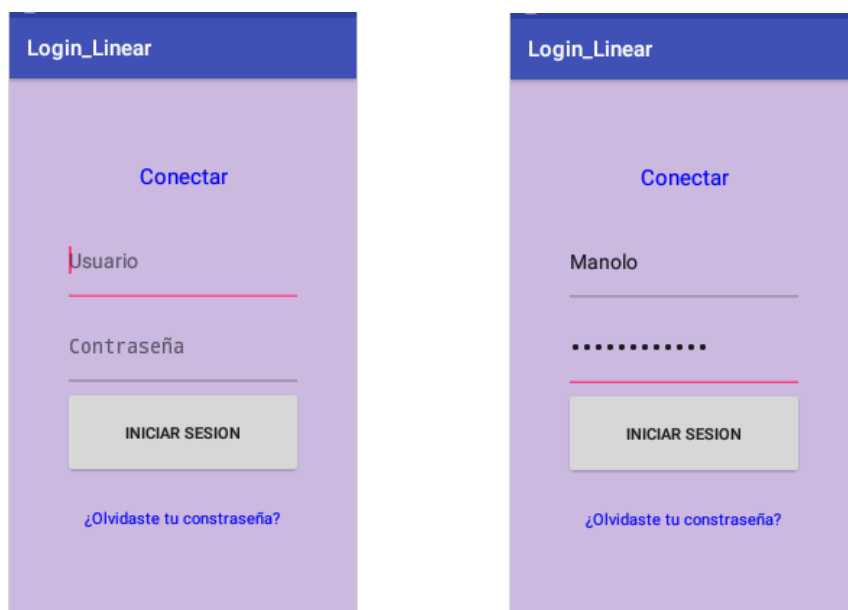 Login_Linear
Conectar
Usuario
Contraseña
INICIAR SESION
¿Olvidaste tu constraseña?
Login_Linear
Conectar
Manolo
••••••••••••
INICIAR SESION
¿Olvidaste tu constraseña?